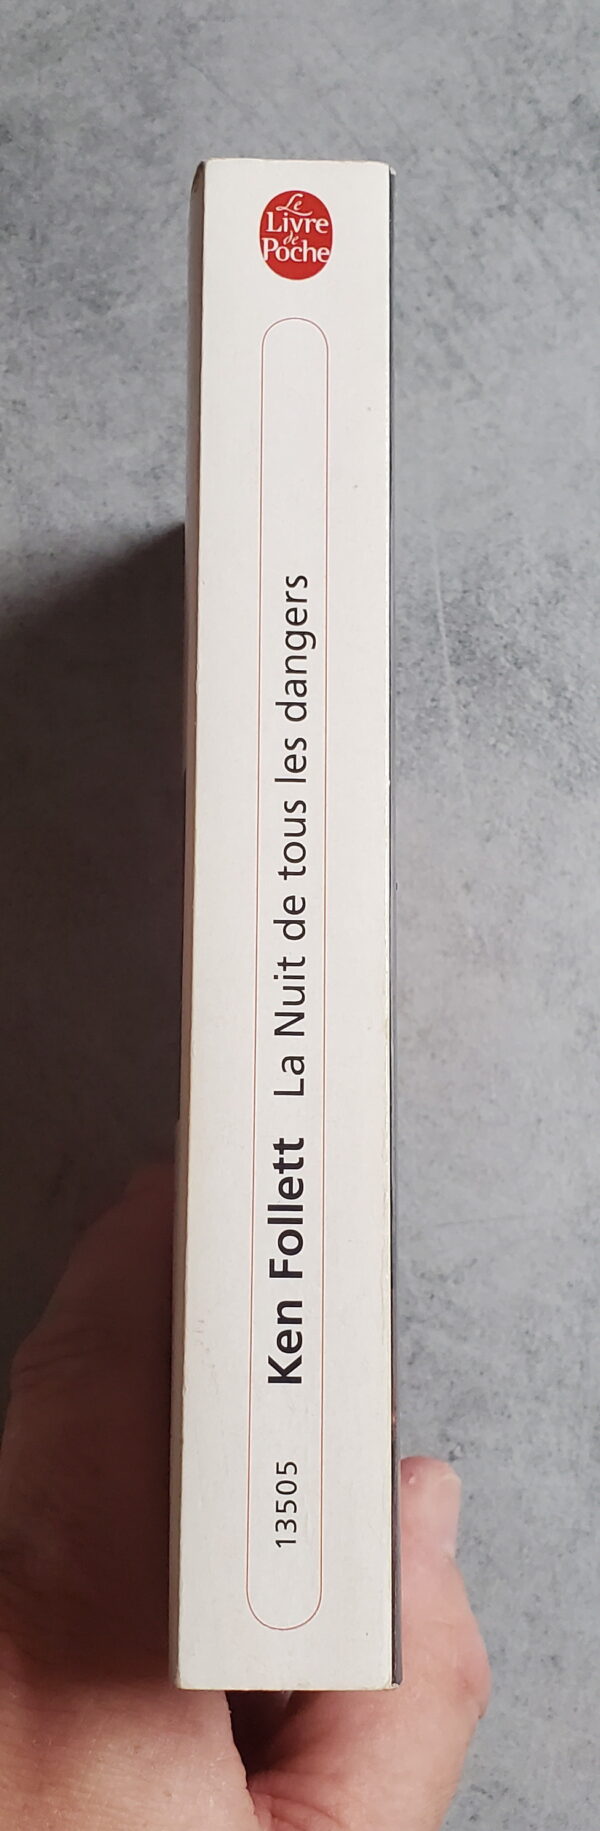 Le
Livre
de
Poche
13505 Ken Follett La Nuit de tous les dangers